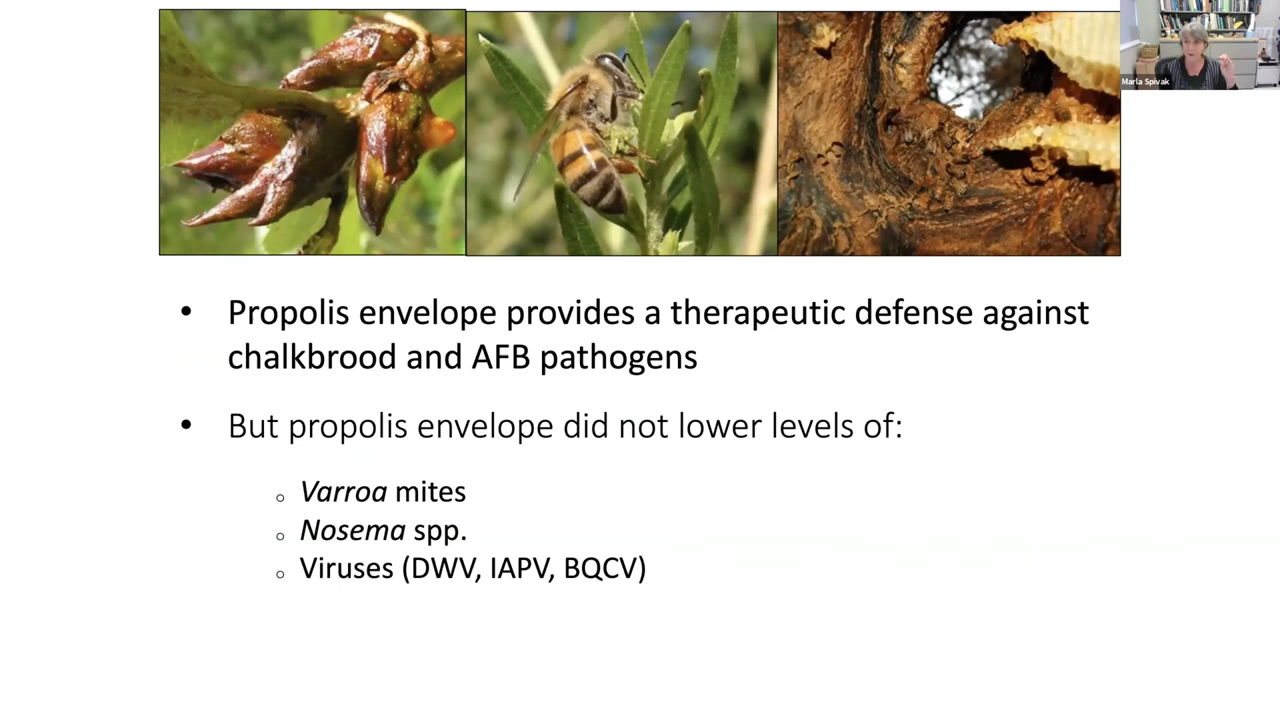 Marla Spivak
• Propolis envelope provides a therapeutic defense against
chalkbrood and AFB pathogens
• But propolis envelope did not lower levels of:
o Varroa mites
o Nosema spp.
o Viruses (DWV, IAPV, BQCV)